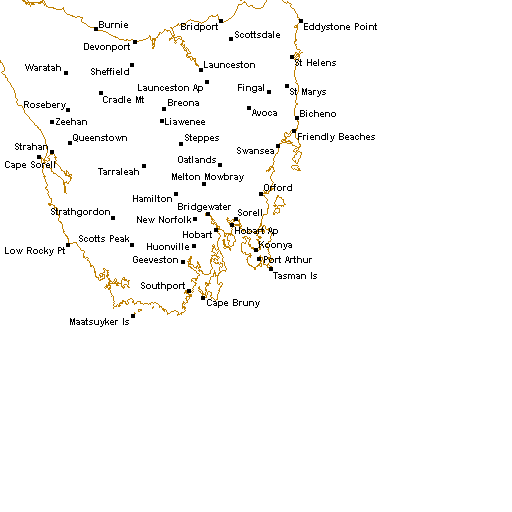 Burnie
Bridport
Eddystone Point
Scottsdale
Devonport
St Helens
Launceston
Waratah
Sheffield
Launceston Ap
Fingal
St Marys
Cradle Mt
Rosebery
Breona
Avoca
Bicheno
Zeehan
Liawenee
Friendly Beaches
Queenstown
Steppes
Strahan
Swansea
Cape Sorell
Oatlands
Tarraleah
Melton Mowbray
Offord
Hamilton
Bridgewater
Strathgordon
New Norfolk
Sorell
Hobart Ap
Hobart
Scotts Peak
Huonville
Koonya
Low Rocky Pt
Geeveston
Port Arthur
Tasman Is
Southport
Cape Bruny
Maatsuyker Is